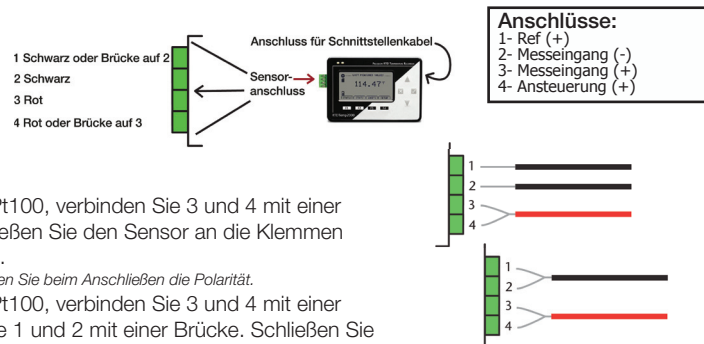 Anschluss für Schnittstellenkabel
1 Schwarz oder Brücke auf 2
2 Schwarz
3 Rot
4 Rot oder Brücke auf 3
Sensor-
anschluss
114.47°
Anschlüsse:
1- Ref (+)
2- Messeingang (-)
3- Messeingang (+)
4- Ansteuerung (+)
1
2
3
4
t100, verbinden Sie 3 und 4 mit einer
eßen Sie den Sensor an die Klemmen
.
en Sie beim Anschließen die Polarität.
t100, verbinden Sie 3 und 4 mit einer
e 1 und 2 mit einer Brücke. Schließen Sie
1
2
3
4